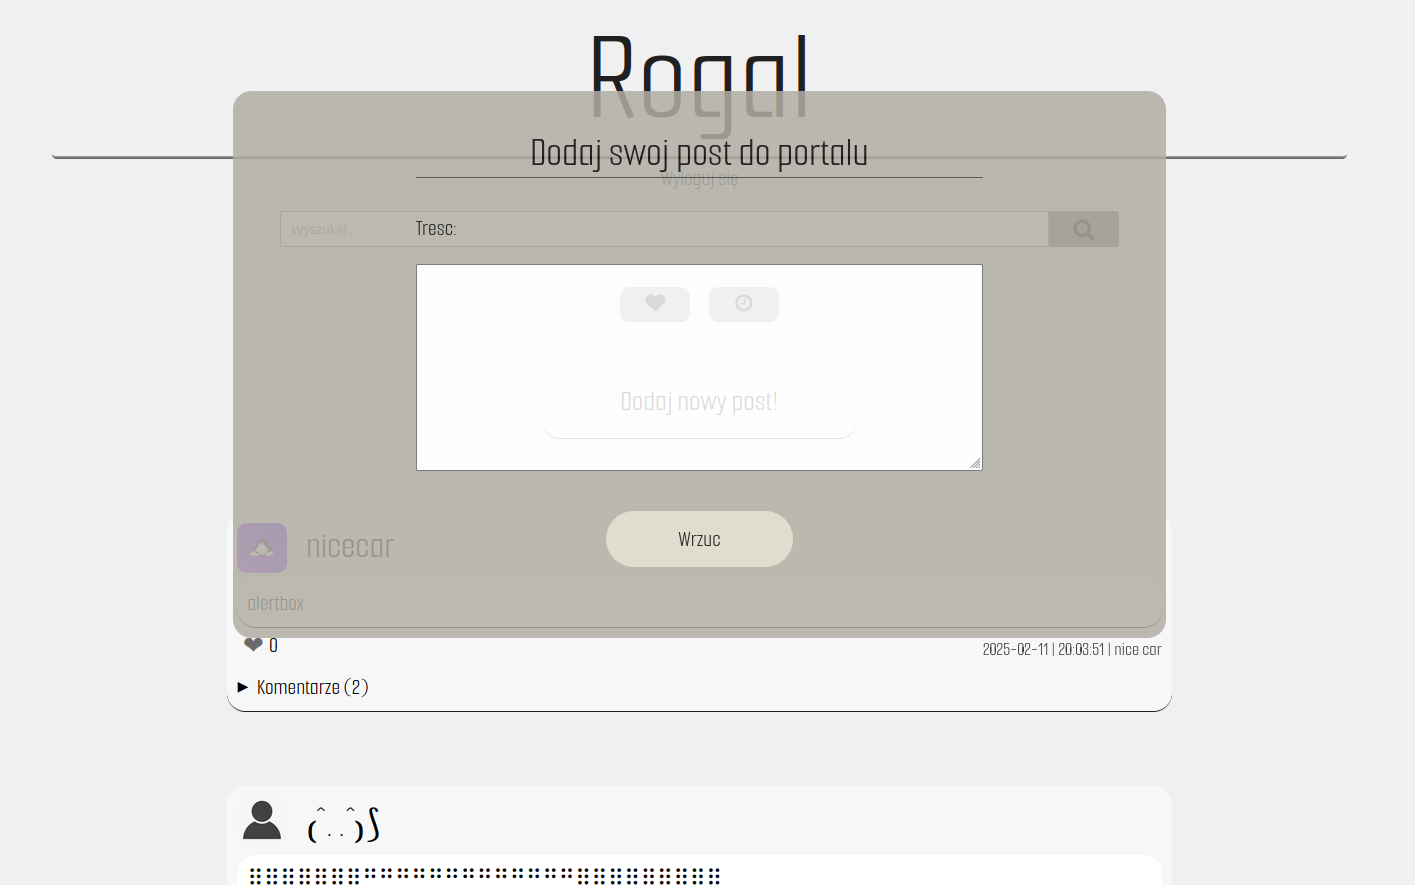 Rogal
Dodaj swoj post do portalu
Wyloguj się
Wyszukaj...
Tresc:
Dodaj nowy post!
Wrzuc
nicecar
alertbox
❤ 0
2025-02-11 | 20:03:51 | nice car
► Komentarze (2)
(ˆ. .ˆ)⟆
⠿⠿⠿⠿⠿⠿⠿⠛⠛⠛⠛⠛⠛⠛⠛⠛⠛⠛⠛⠛⠿⠿⠿⠿⠿⠿⠿⠿⠿